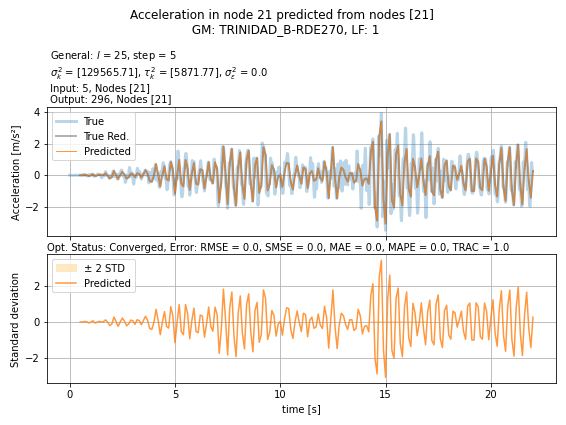 Acceleration in node 21 predicted from nodes [21]
GM: TRINIDAD_B-RDE270, LF: 1
General: l = 25, step = 5
σ²ₖ = [129565.71], τ²ₖ = [5871.77], σ²ε = 0.0
Input: 5, Nodes [21]
Output: 296, Nodes [21]
Acceleration [m/s²]
4
2
0
−2
True
True Red.
Predicted
Opt. Status: Converged, Error: RMSE = 0.0, SMSE = 0.0, MAE = 0.0, MAPE = 0.0, TRAC = 1.0
Standard deviation
2
0
−2
± 2 STD
Predicted
0 5 10 15 20
time [s]